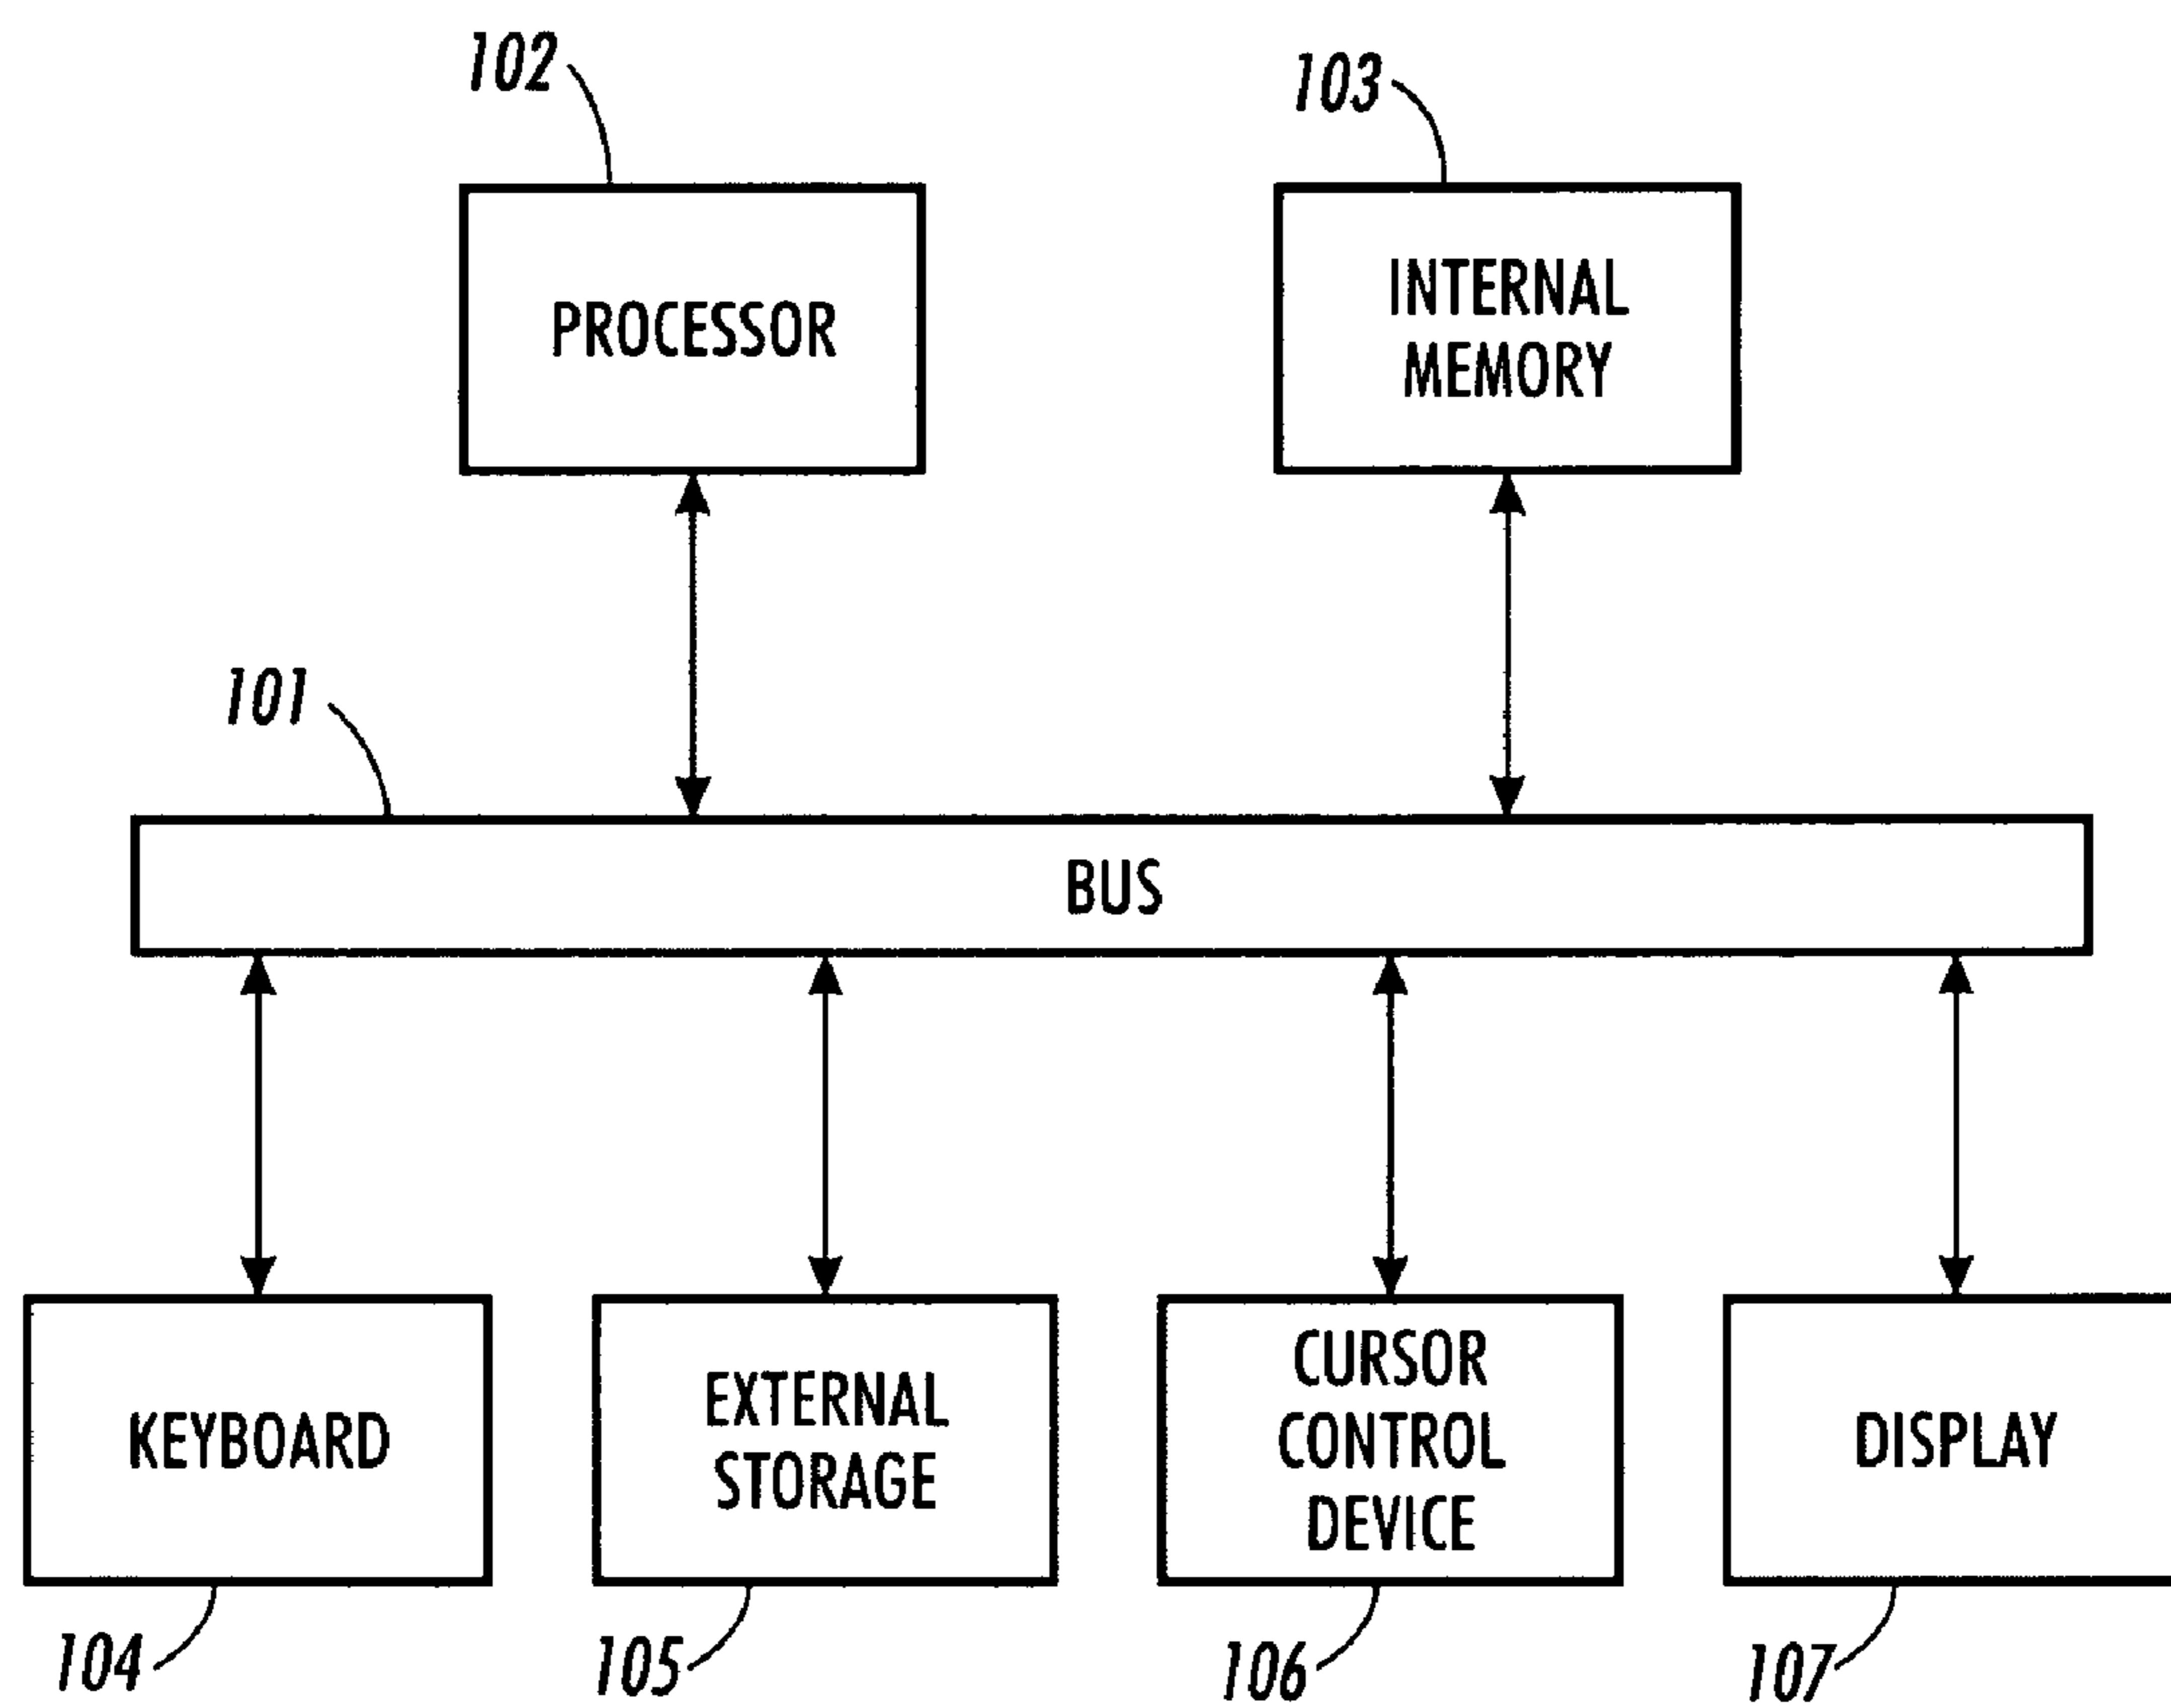 102
103
PROCESSOR
INTERNAL
MEMORY
101
BUS
KEYBOARD
EXTERNAL
STORAGE
CURSOR
CONTROL
DEVICE
DISPLAY
104
105
106
107